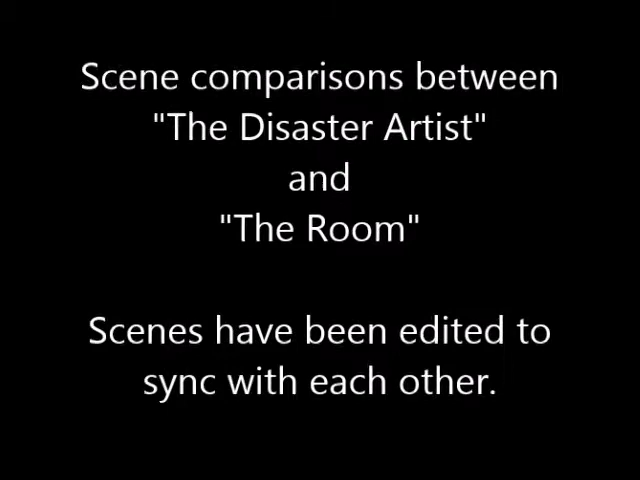 Scene comparisons between
"The Disaster Artist"
and
"The Room"
Scenes have been edited to
sync with each other.